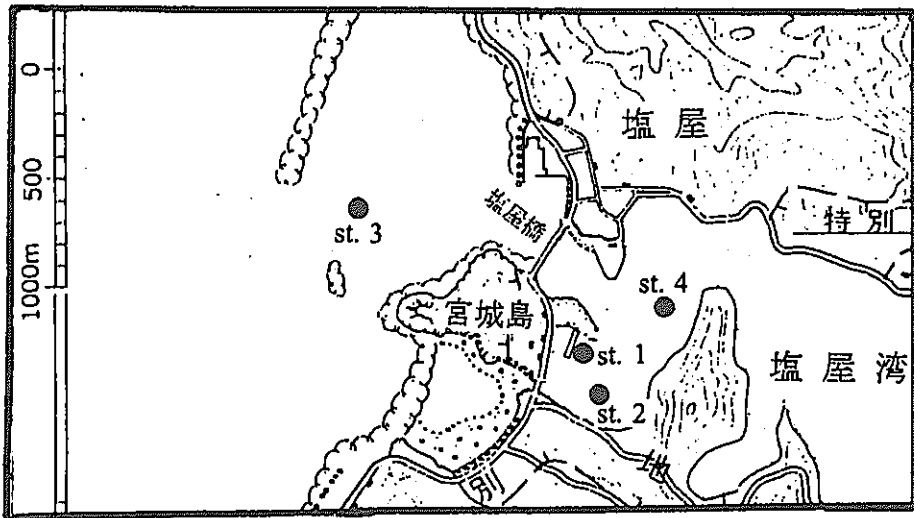 0
500
1000m
塩屋
塩屋橋
特別
st. 3
st. 4
宮城島
st. 1
塩屋湾
st. 2
別
地